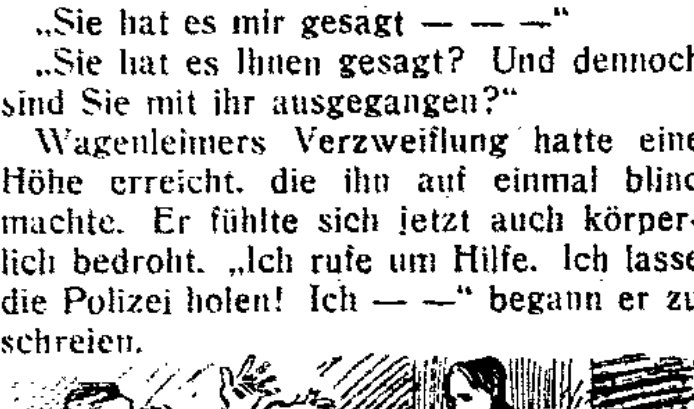 „Sie hat es mir gesagt — — —“
„Sie hat es Ihnen gesagt? Und dennoch
sind Sie mit ihr ausgegangen?“
Wagenleimers Verzweiflung hatte eine
Höhe erreicht, die ihn auf einmal blind
machte. Er fühlte sich jetzt auch körper-
lich bedroht. „Ich rufe um Hilfe. Ich lasse
die Polizei holen! Ich — —“ begann er zu
schreien.